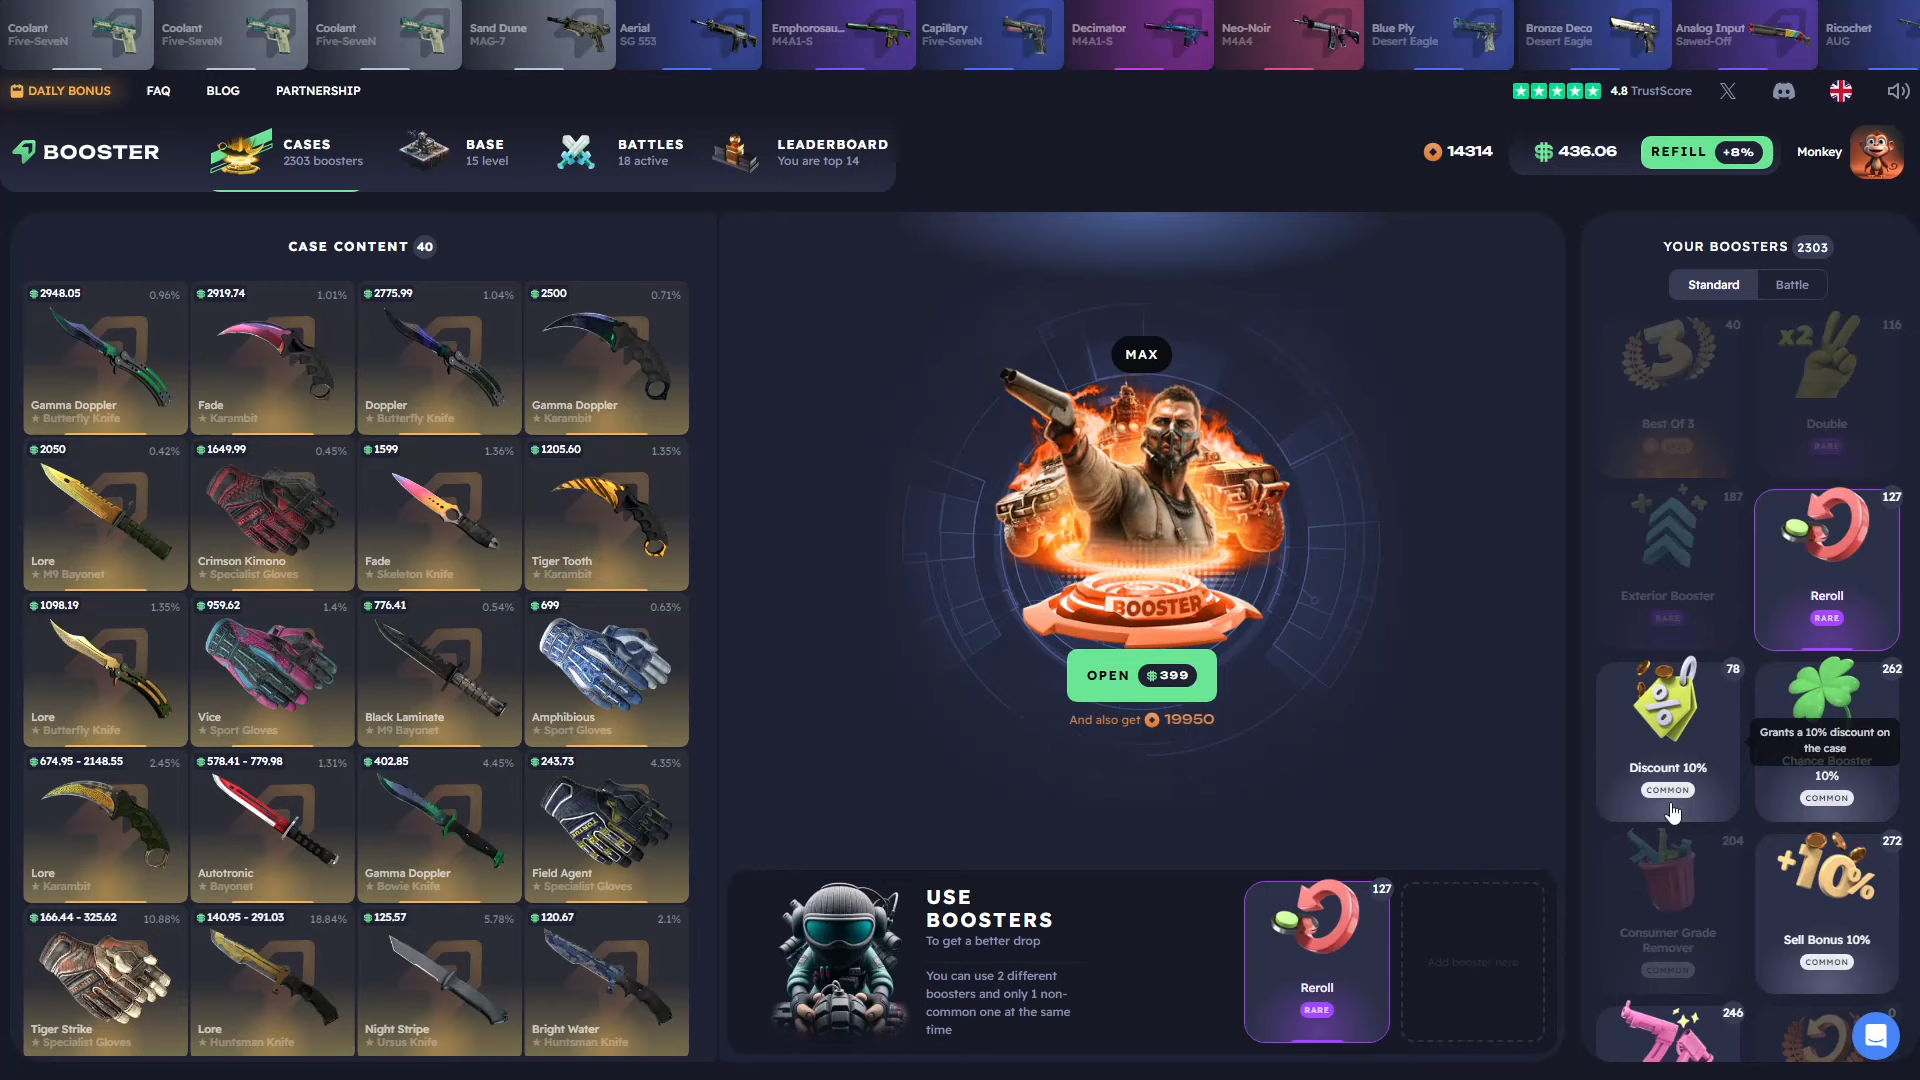 Coolant
Five-SeveN
Coolant
Five-SeveN
Coolant
Five-SeveN
Sand Dune
MAG-7
Aerial
SG 553
Emphorosau...
M4A1-S
Capillary
Five-SeveN
Decimator
M4A1-S
Neo-Noir
M4A4
Blue Ply
Desert Eagle
Bronze Deco
Desert Eagle
Analog Input
Sawed-Off
Ricochet
AUG
DAILY BONUS
FAQ
BLOG
PARTNERSHIP
4.8 TrustScore
BOOSTER
CASES
2303 boosters
BASE
15 level
BATTLES
18 active
LEADERBOARD
You are top 14
14314
436.06
REFILL +8%
Monkey
CASE CONTENT 40
2948.05 0.96%
Gamma Doppler
★ Butterfly Knife
2919.74 1.01%
Fade
★ Karambit
2775.99 1.04%
Doppler
★ Butterfly Knife
2500 0.71%
Gamma Doppler
★ Karambit
2050 0.42%
Lore
★ M9 Bayonet
1649.99 0.45%
Crimson Kimono
★ Specialist Gloves
1599 1.36%
Fade
★ Skeleton Knife
1205.60 1.35%
Tiger Tooth
★ Karambit
1098.19 1.35%
Lore
★ Butterfly Knife
959.62 1.4%
Vice
★ Sport Gloves
776.41 0.54%
Black Laminate
★ M9 Bayonet
699 0.63%
Amphibious
★ Sport Gloves
674.95 - 2148.55 2.45%
Lore
★ Karambit
578.41 - 779.98 1.31%
Autotronic
★ Bayonet
402.85 4.45%
Gamma Doppler
★ Bowie Knife
243.73 4.35%
Field Agent
★ Specialist Gloves
166.44 - 325.62 10.88%
Tiger Strike
★ Specialist Gloves
140.95 - 291.03 18.84%
Lore
★ Huntsman Knife
125.57 5.78%
Night Stripe
★ Ursus Knife
120.67 2.1%
Bright Water
★ Huntsman Knife
MAX
BOOSTER
OPEN 399
And also get 19950
USE
BOOSTERS
To get a better drop
You can use 2 different
boosters and only 1 non-
common one at the same
time
127
Reroll
RARE
Add booster here
YOUR BOOSTERS 2303
Standard
Battle
40
3
Best Of 3
116
x2
Double
RARE
187
Exterior Booster
RARE
127
Reroll
RARE
78
%
Discount 10%
COMMON
262
Grants a 10% discount on
the case
Chance Booster
10%
COMMON
204
Consumer Grade
Remover
COMMON
272
+10%
Sell Bonus 10%
COMMON
246
0